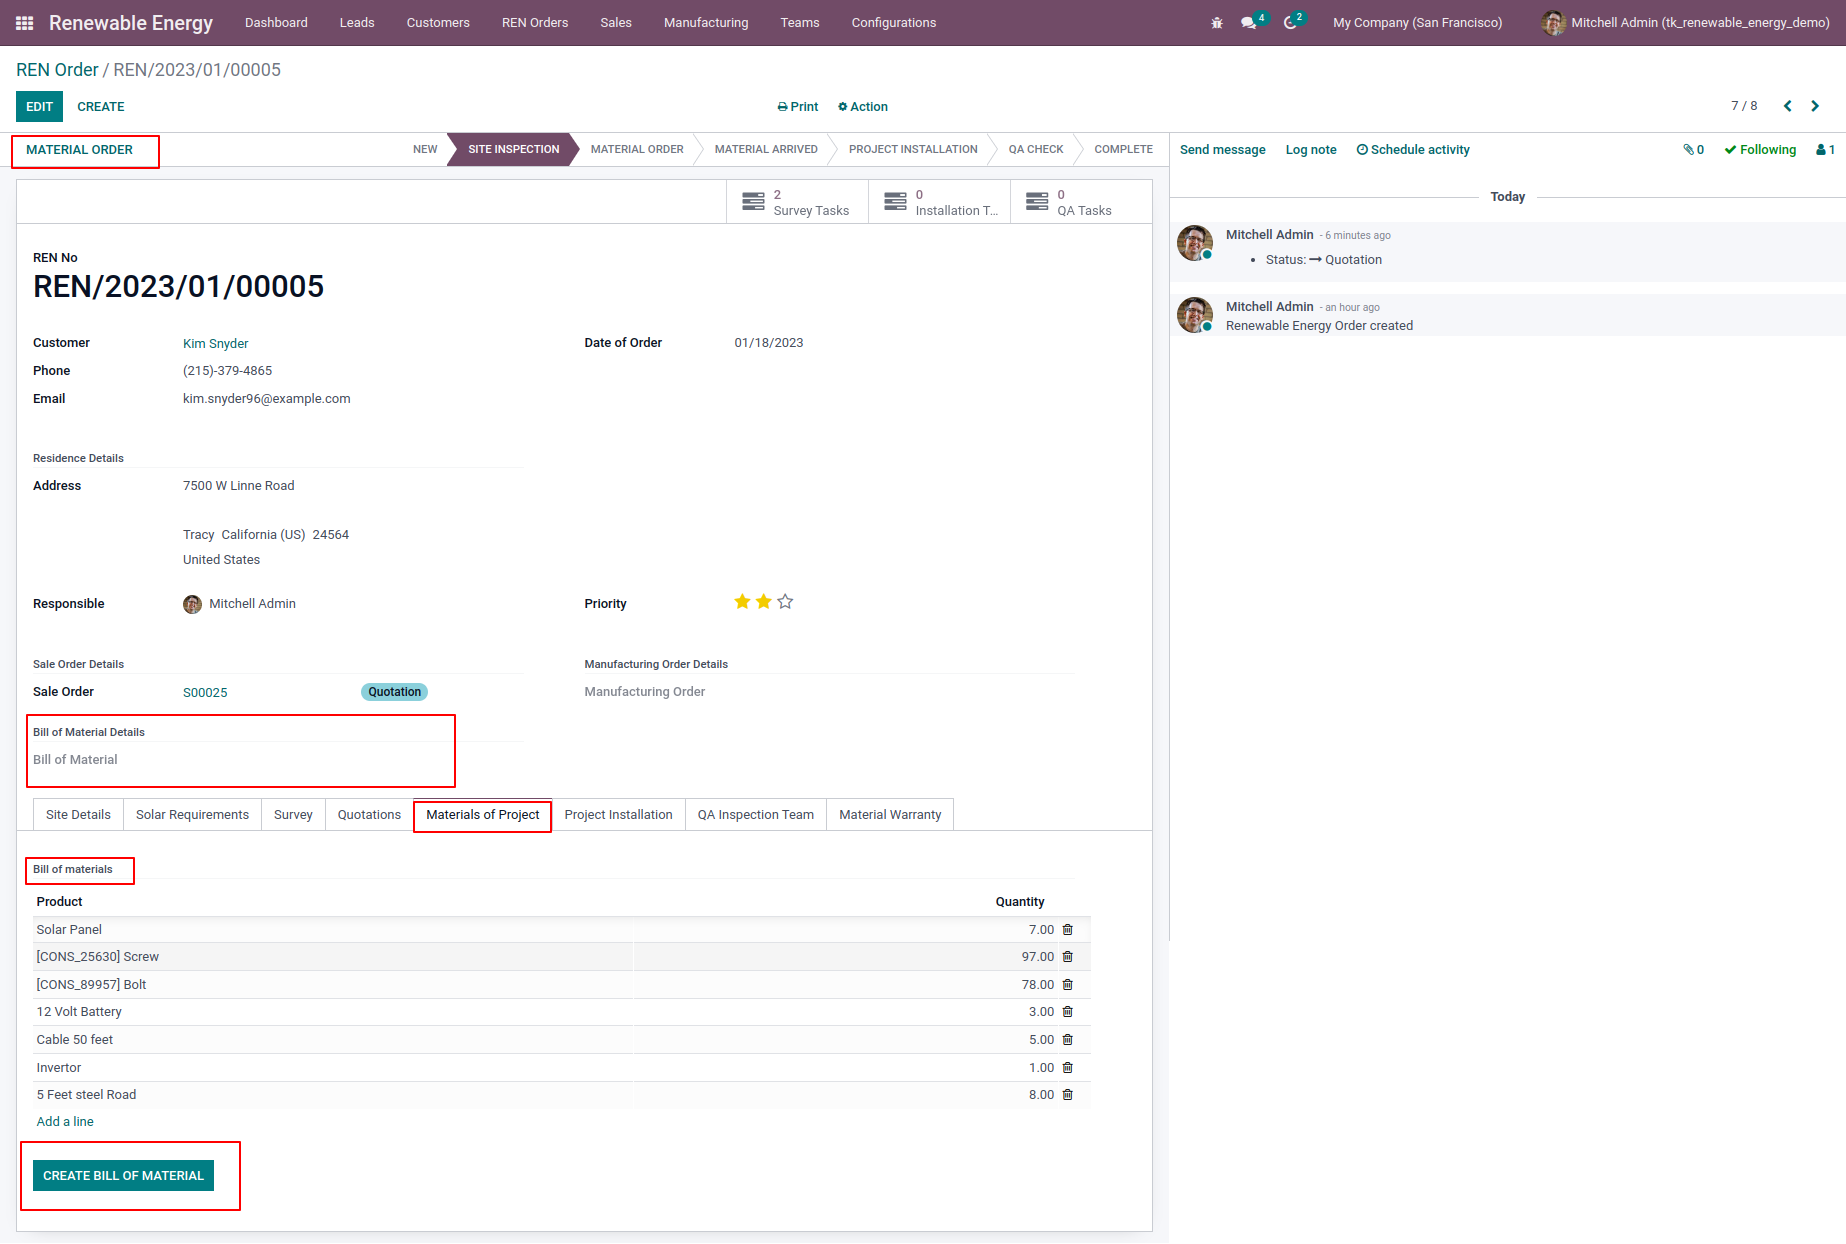 Renewable Energy Dashboard Leads Customers REN Orders Sales Manufacturing Teams Configurations 4 2 My Company (San Francisco) Mitchell Admin (tk_renewable_energy_demo)
REN Order / REN/2023/01/00005
EDIT CREATE Print Action 7 / 8
MATERIAL ORDER NEW SITE INSPECTION MATERIAL ORDER MATERIAL ARRIVED PROJECT INSTALLATION QA CHECK COMPLETE
Send message Log note Schedule activity 0 Following 1
2 Survey Tasks
0 Installation T...
0 QA Tasks
Today
Mitchell Admin - 6 minutes ago
• Status: → Quotation
Mitchell Admin - an hour ago
Renewable Energy Order created
REN No
REN/2023/01/00005
Customer Kim Snyder
Date of Order 01/18/2023
Phone (215)-379-4865
Email kim.snyder96@example.com
Residence Details
Address 7500 W Linne Road
Tracy California (US) 24564
United States
Responsible Mitchell Admin
Priority
Sale Order Details
Manufacturing Order Details
Sale Order S00025 Quotation
Manufacturing Order
Bill of Material Details
Bill of Material
Site Details Solar Requirements Survey Quotations Materials of Project Project Installation QA Inspection Team Material Warranty
Bill of materials
Product Quantity
Solar Panel 7.00
[CONS_25630] Screw 97.00
[CONS_89957] Bolt 78.00
12 Volt Battery 3.00
Cable 50 feet 5.00
Invertor 1.00
5 Feet steel Road 8.00
Add a line
CREATE BILL OF MATERIAL